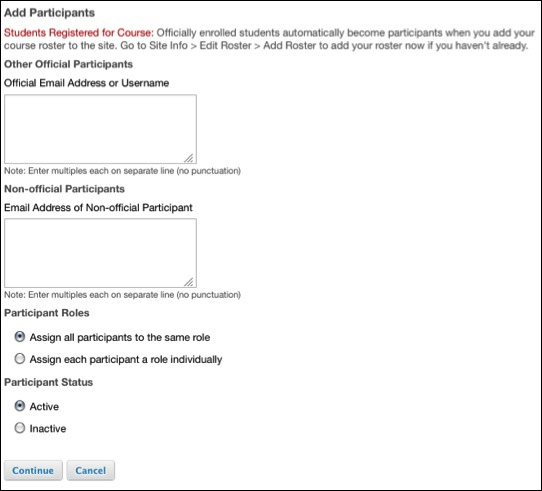 Add Participants
Students Registered for Course: Officially enrolled students automatically become participants when you add your
course roster to the site. Go to Site Info > Edit Roster > Add Roster to add your roster now if you haven't already.
Other Official Participants
Official Email Address or Username
Note: Enter multiples each on separate line (no punctuation)
Non-official Participants
Email Address of Non-official Participant
Note: Enter multiples each on separate line (no punctuation)
Participant Roles
Assign all participants to the same role
Assign each participant a role individually
Participant Status
Active
Inactive
Continue Cancel